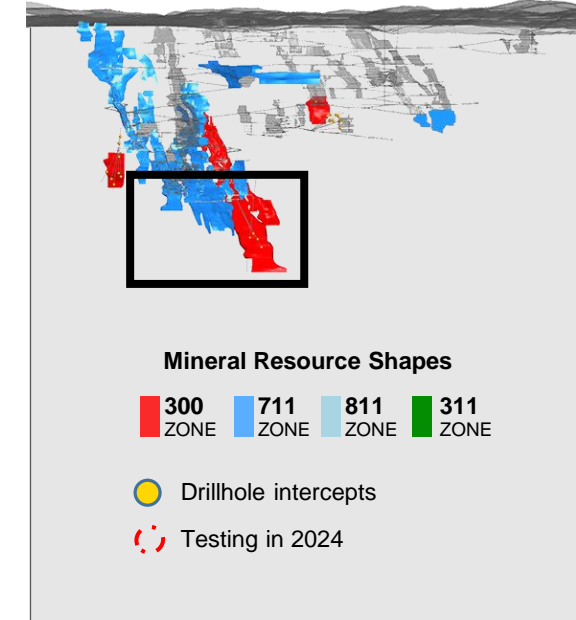 Mineral Resource Shapes
300 711 811 311
ZONE ZONE ZONE ZONE
Drillhole intercepts
Testing in 2024